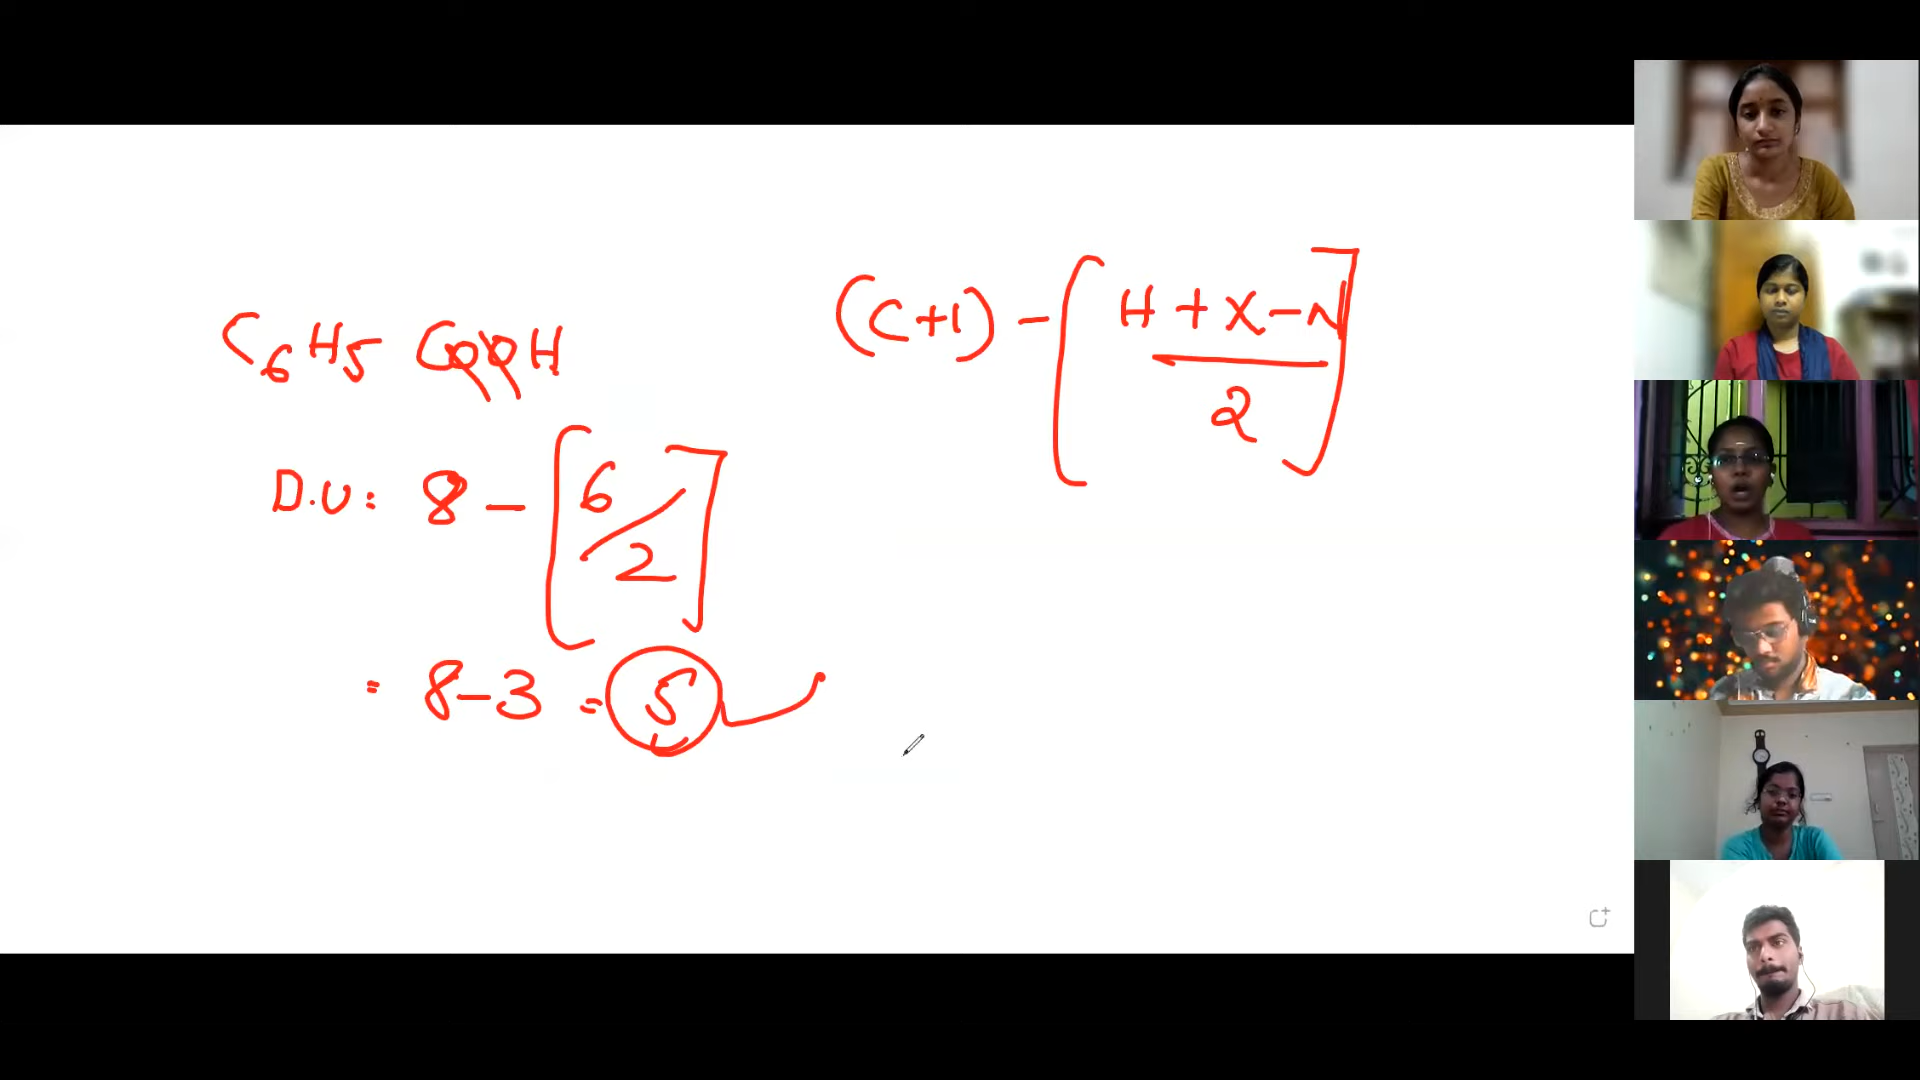 C6H5 COOH
(C+1) - [H + X - N / 2]
D.U: 8 - [6/2]
= 8-3 = 5